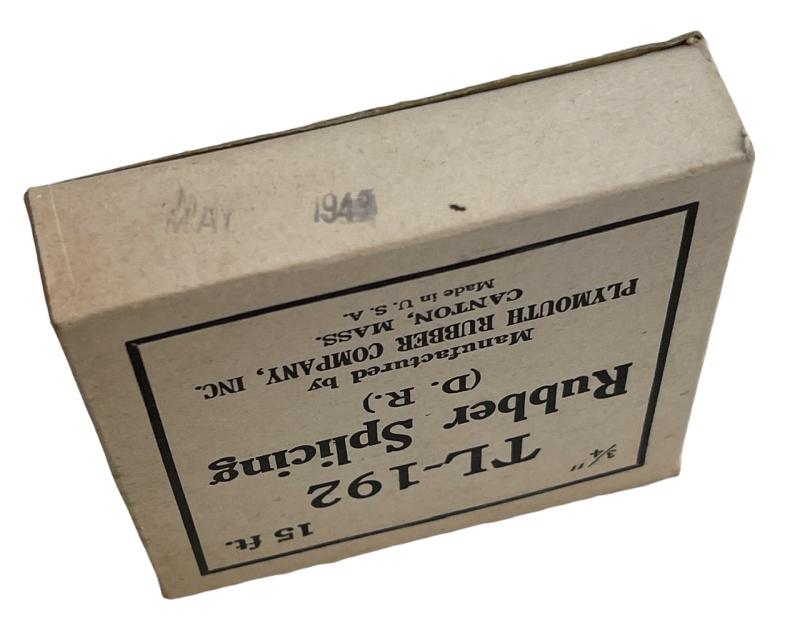 MAY 1943
¾" 15 ft.
TL-192
Rubber Splicing
(D. R.)
Manufactured by
PLYMOUTH RUBBER COMPANY, INC.
CANTON, MASS.
Made in U. S. A.